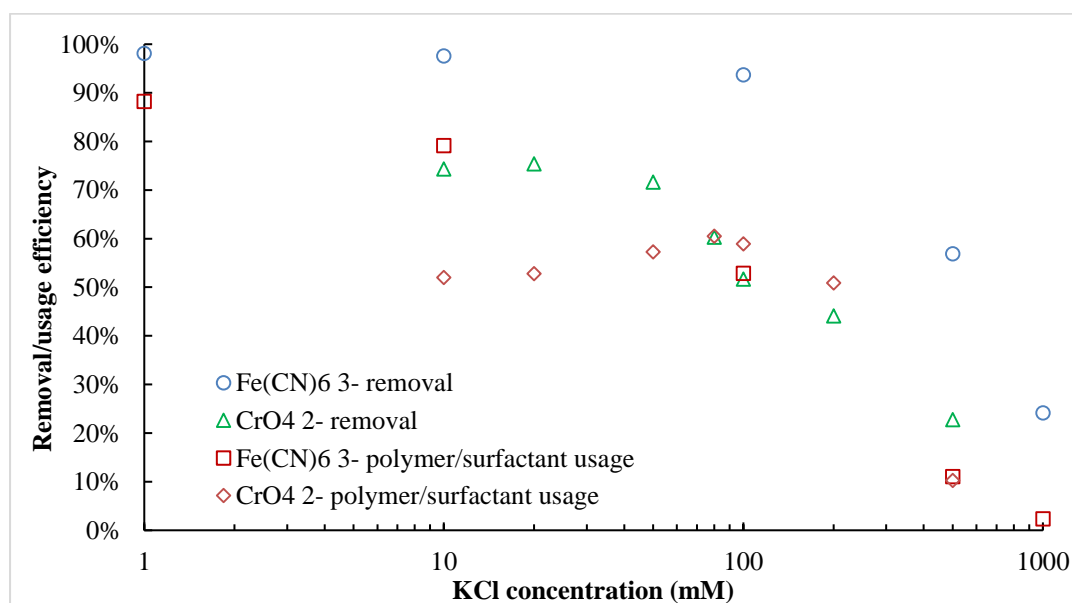 100%
90%
80%
70%
60%
50%
40%
30%
20%
10%
0%
Removal/usage efficiency
Fe(CN)6 3- removal
CrO4 2- removal
Fe(CN)6 3- polymer/surfactant usage
CrO4 2- polymer/surfactant usage
1 10 100 1000
KCl concentration (mM)